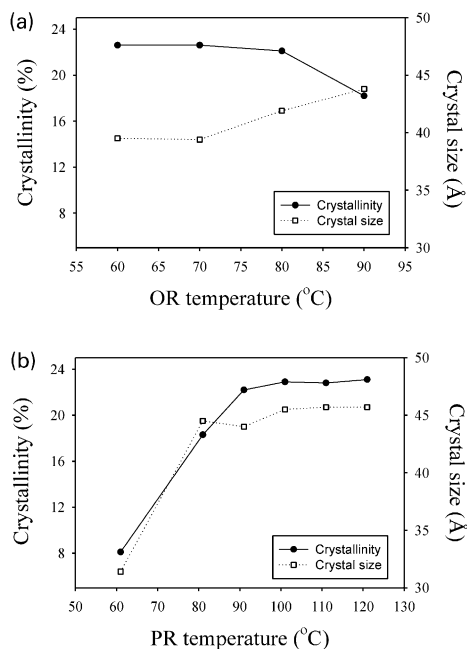 (a)
24
20
16
12
8
50
45
40
35
30
Crystallinity (%)
Crystal size (Å)
Crystallinity
Crystal size
55 60 65 70 75 80 85 90 95
OR temperature (°C)
(b)
24
20
16
12
8
50
45
40
35
30
Crystallinity (%)
Crystal size (Å)
Crystallinity
Crystal size
50 60 70 80 90 100 110 120 130
PR temperature (°C)